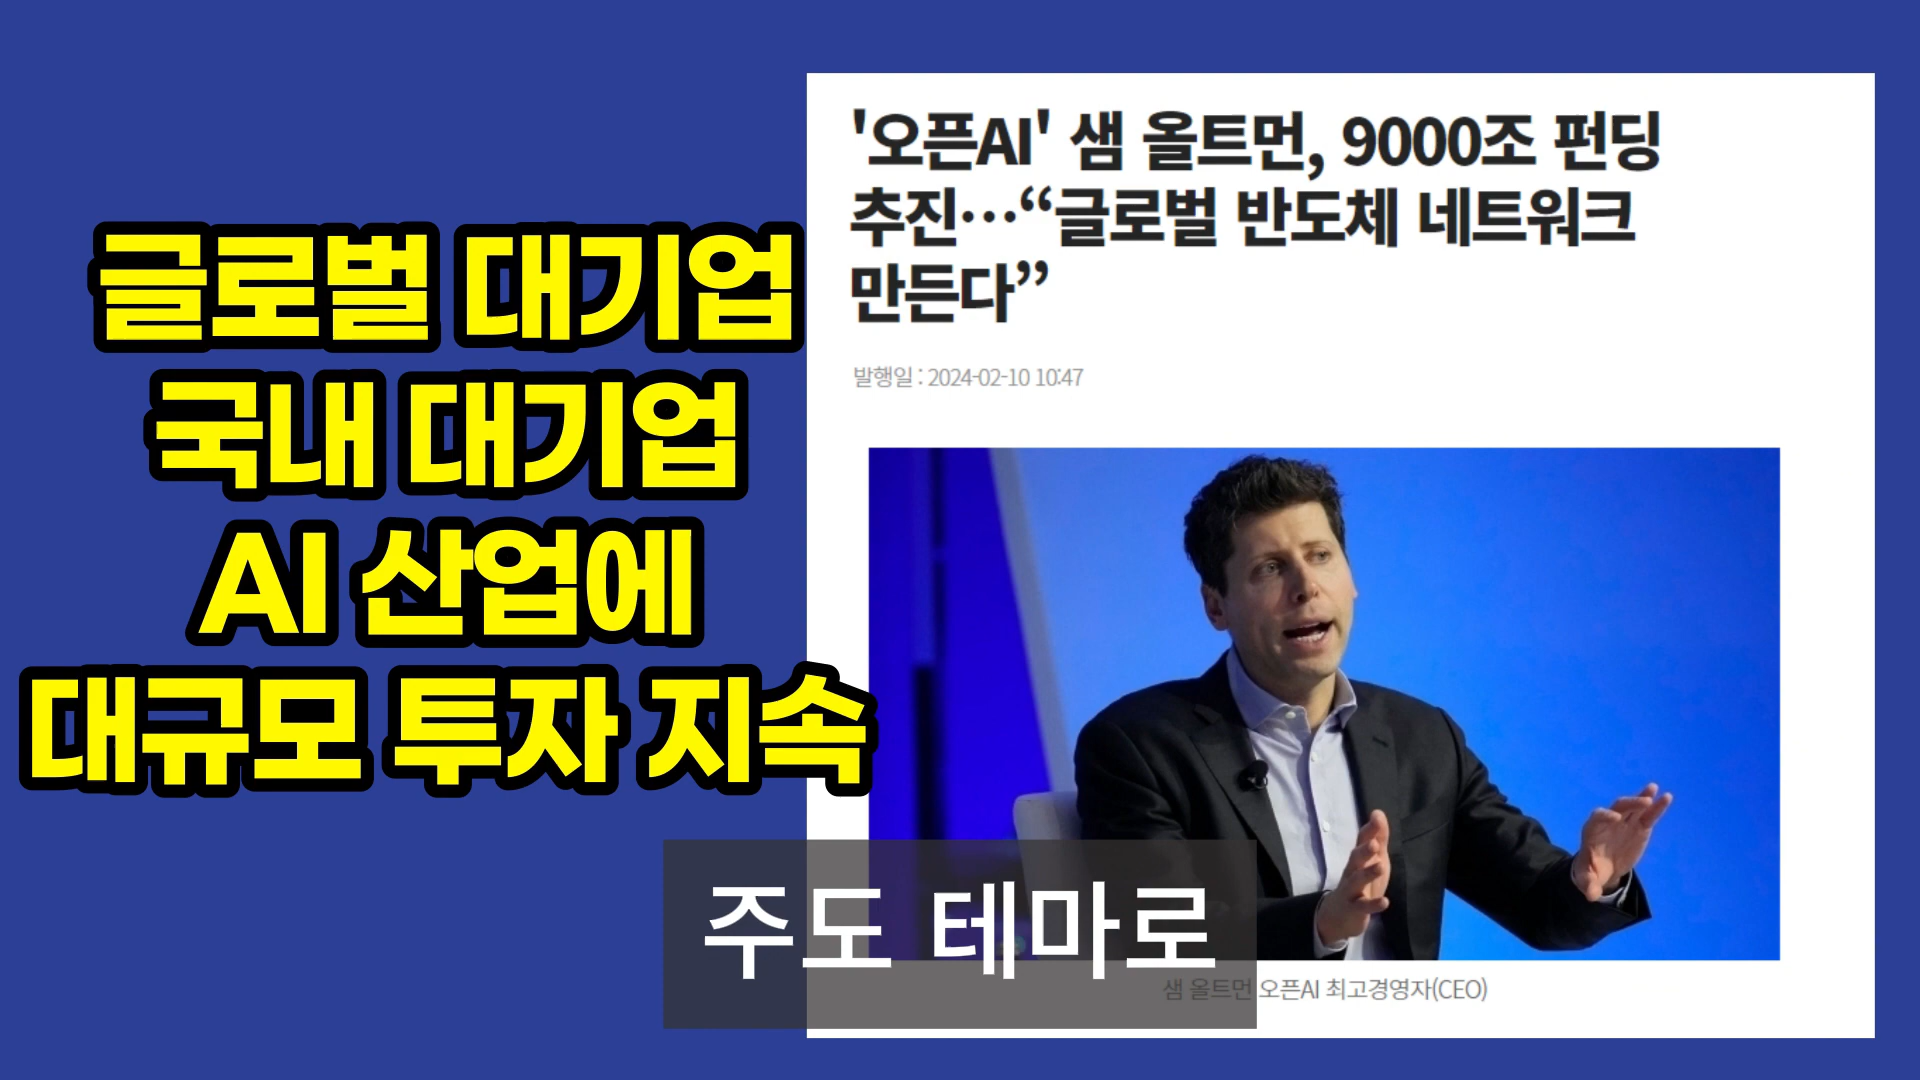 글로벌 대기업
국내 대기업
AI 산업에
대규모 투자 지속
'오픈AI' 샘 올트먼, 9000조 펀딩
추진…“글로벌 반도체 네트워크
만든다”
발행일 : 2024-02-10 10:47
샘 올트먼 오픈AI 최고경영자(CEO)
주도 테마로